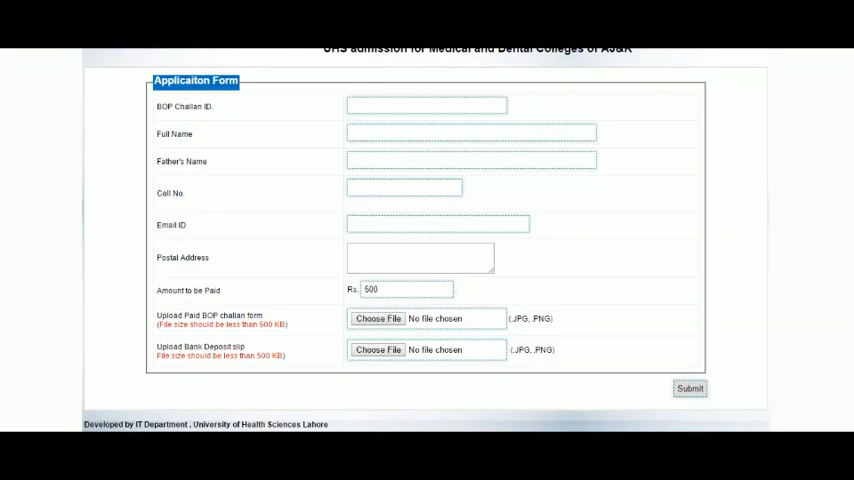 UHS admission for Medical and Dental Colleges of AJ&K
Applicaiton Form
BOP Challan ID.
Full Name
Father's Name
Cell No.
Email ID
Postal Address
Amount to be Paid Rs. 500
Upload Paid BOP challan form
(File size should be less than 500 KB)
Choose File No file chosen (.JPG, .PNG)
Upload Bank Deposit slip
File size should be less than 500 KB)
Choose File No file chosen (.JPG, .PNG)
Submit
Developed by IT Department , University of Health Sciences Lahore